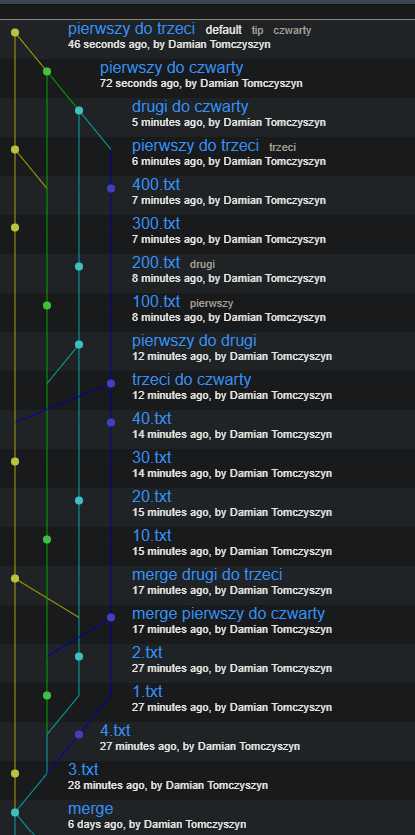 pierwszy do trzeci default tip czwarty
46 seconds ago, by Damian Tomczyszyn
pierwszy do czwarty
72 seconds ago, by Damian Tomczyszyn
drugi do czwarty
5 minutes ago, by Damian Tomczyszyn
pierwszy do trzeci trzeci
6 minutes ago, by Damian Tomczyszyn
400.txt
7 minutes ago, by Damian Tomczyszyn
300.txt
7 minutes ago, by Damian Tomczyszyn
200.txt drugi
8 minutes ago, by Damian Tomczyszyn
100.txt pierwszy
8 minutes ago, by Damian Tomczyszyn
pierwszy do drugi
12 minutes ago, by Damian Tomczyszyn
trzeci do czwarty
12 minutes ago, by Damian Tomczyszyn
40.txt
14 minutes ago, by Damian Tomczyszyn
30.txt
14 minutes ago, by Damian Tomczyszyn
20.txt
15 minutes ago, by Damian Tomczyszyn
10.txt
15 minutes ago, by Damian Tomczyszyn
merge drugi do trzeci
17 minutes ago, by Damian Tomczyszyn
merge pierwszy do czwarty
17 minutes ago, by Damian Tomczyszyn
2.txt
27 minutes ago, by Damian Tomczyszyn
1.txt
27 minutes ago, by Damian Tomczyszyn
4.txt
27 minutes ago, by Damian Tomczyszyn
3.txt
28 minutes ago, by Damian Tomczyszyn
merge
6 days ago, by Damian Tomczyszyn